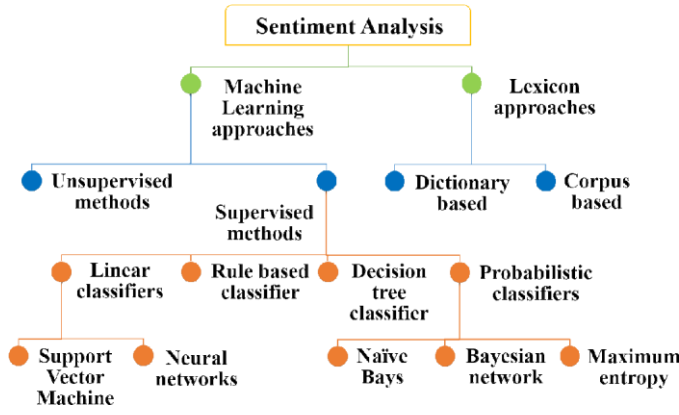 Sentiment Analysis
Machine
Learning
approaches
Lexicon
approaches
Unsupervised
methods
Supervised
methods
Dictionary
based
Corpus
based
Linear
classifiers
Rule based
classifier
Decision
tree
classifier
Probabilistic
classifiers
Support
Vector
Machine
Neural
networks
Naïve
Bays
Bayesian
network
Maximum
entropy